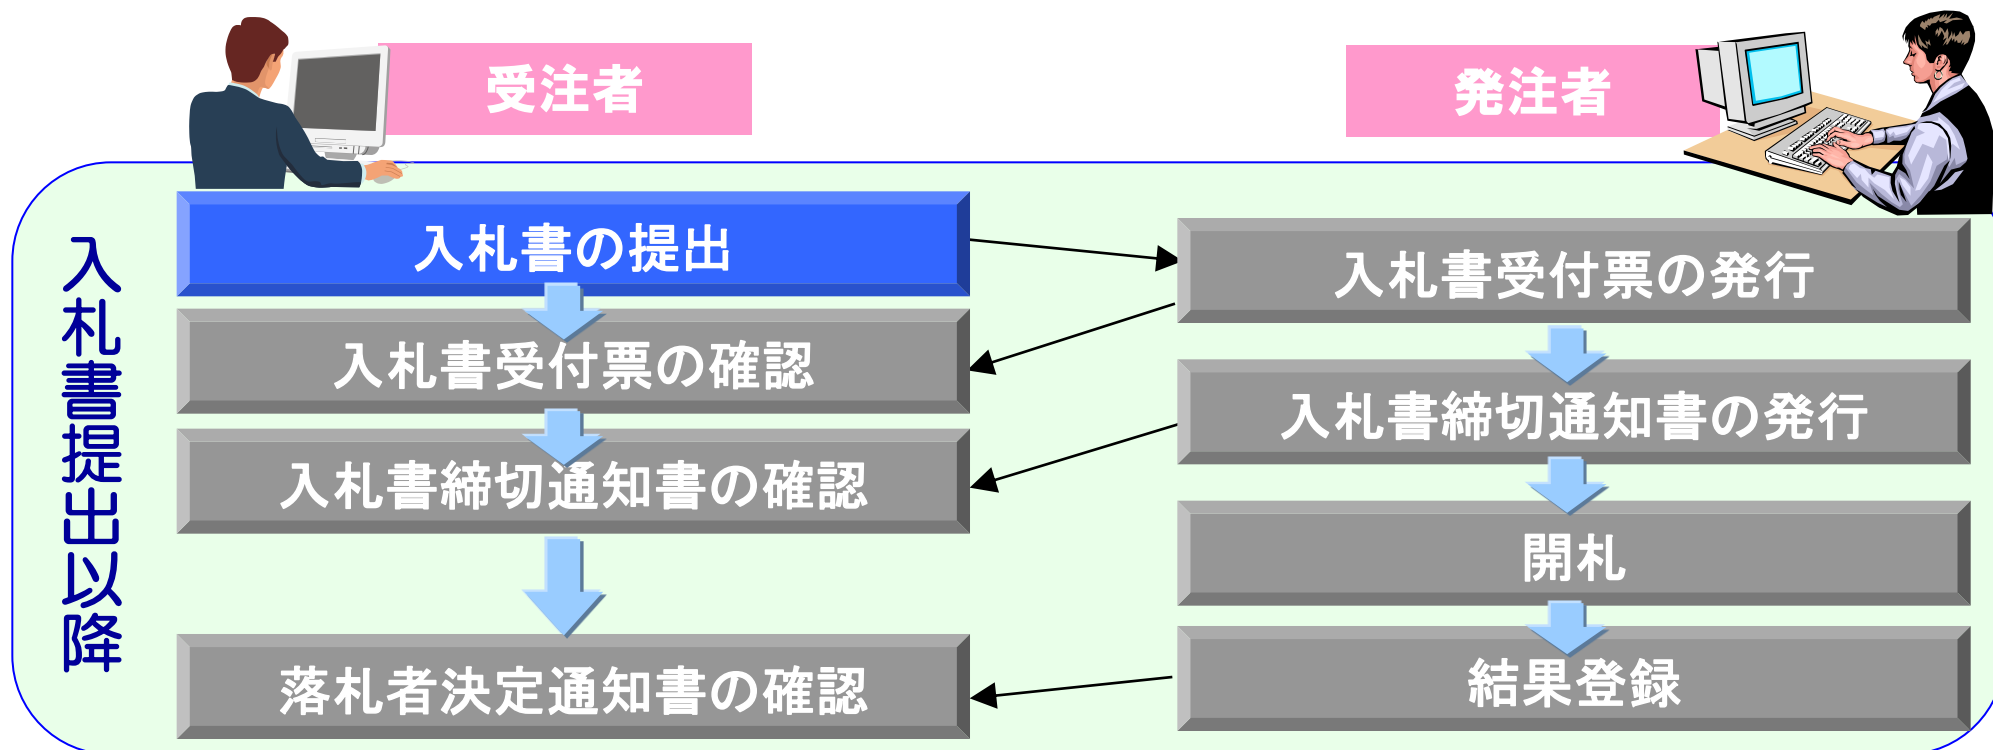 受注者
発注者
入札書提出以降
入札書の提出
入札書受付票の確認
入札書締切通知書の確認
落札者決定通知書の確認
入札書受付票の発行
入札書締切通知書の発行
開札
結果登録